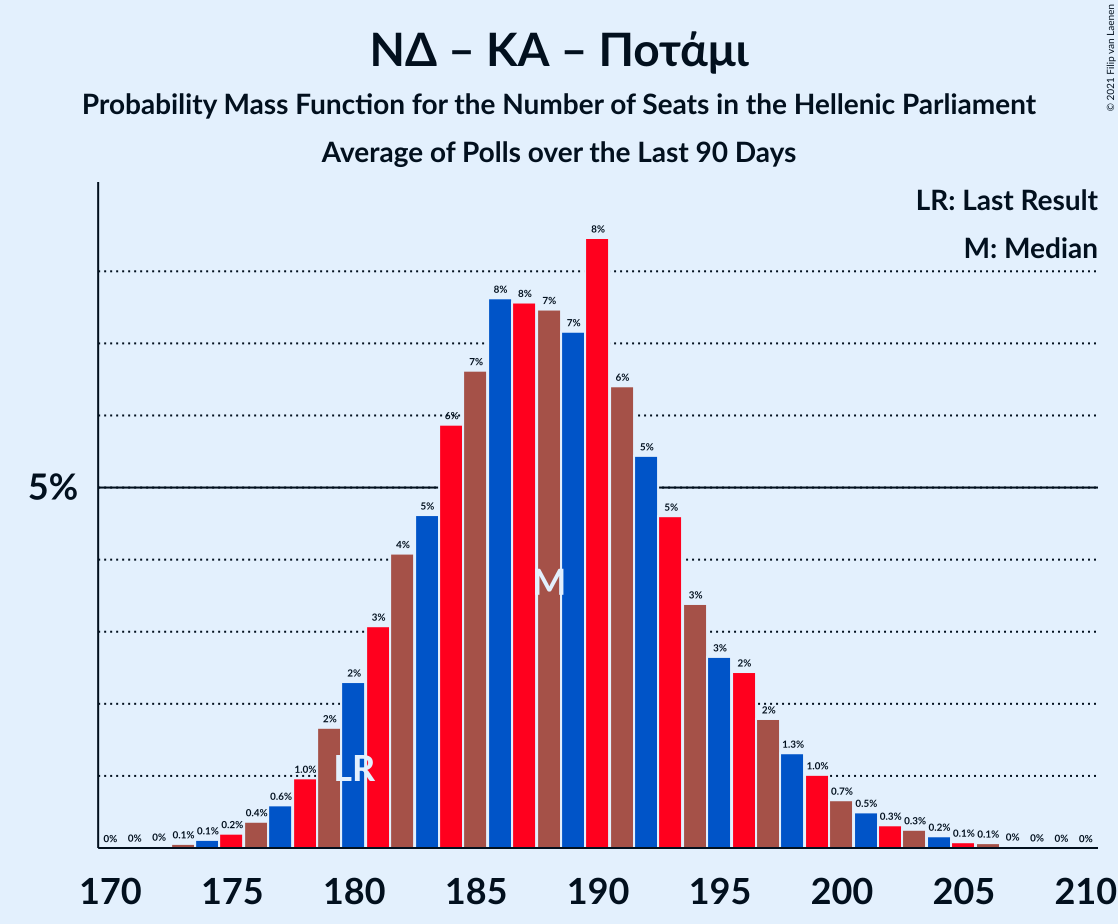 ΝΔ – ΚΑ – Ποτάμι
Probability Mass Function for the Number of Seats in the Hellenic Parliament
Average of Polls over the Last 90 Days
© 2021 Filip van Laenen
LR: Last Result
M: Median
5%
0% 0% 0% 0.1% 0.1% 0.2% 0.4% 0.6% 1.0% 2% 2% 3% 4% 5% 6% 7% 8% 8% 7% 7% 8% 6% 5% 5% 3% 3% 2% 2% 1.3% 1.0% 0.7% 0.5% 0.3% 0.3% 0.2% 0.1% 0.1% 0% 0% 0% 0%
M
LR
170 175 180 185 190 195 200 205 210